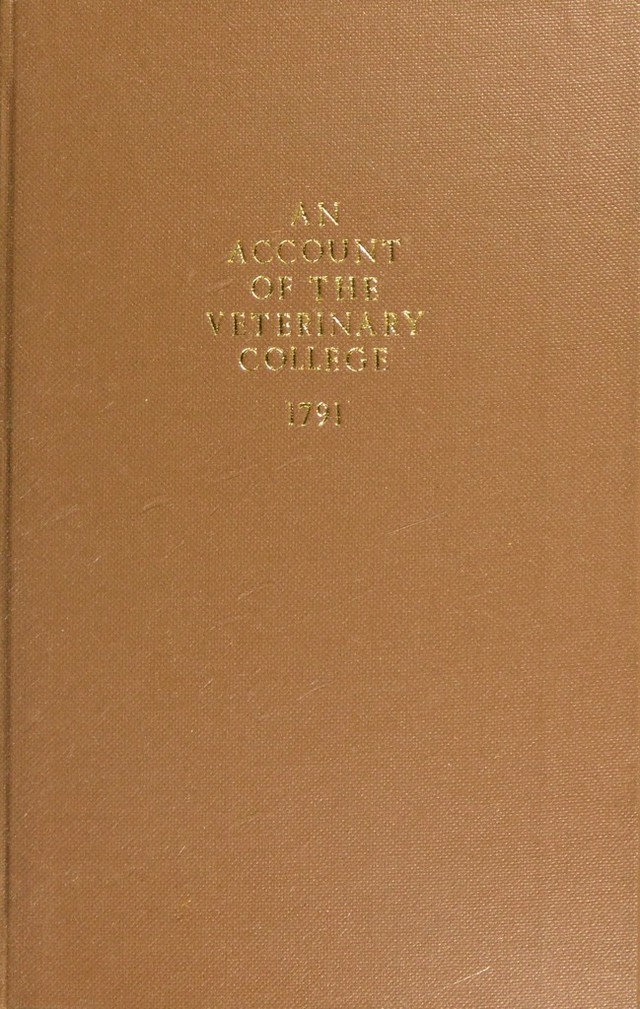 AN
ACCOUNT
OF THE
VETERINARY
COLLEGE
1791